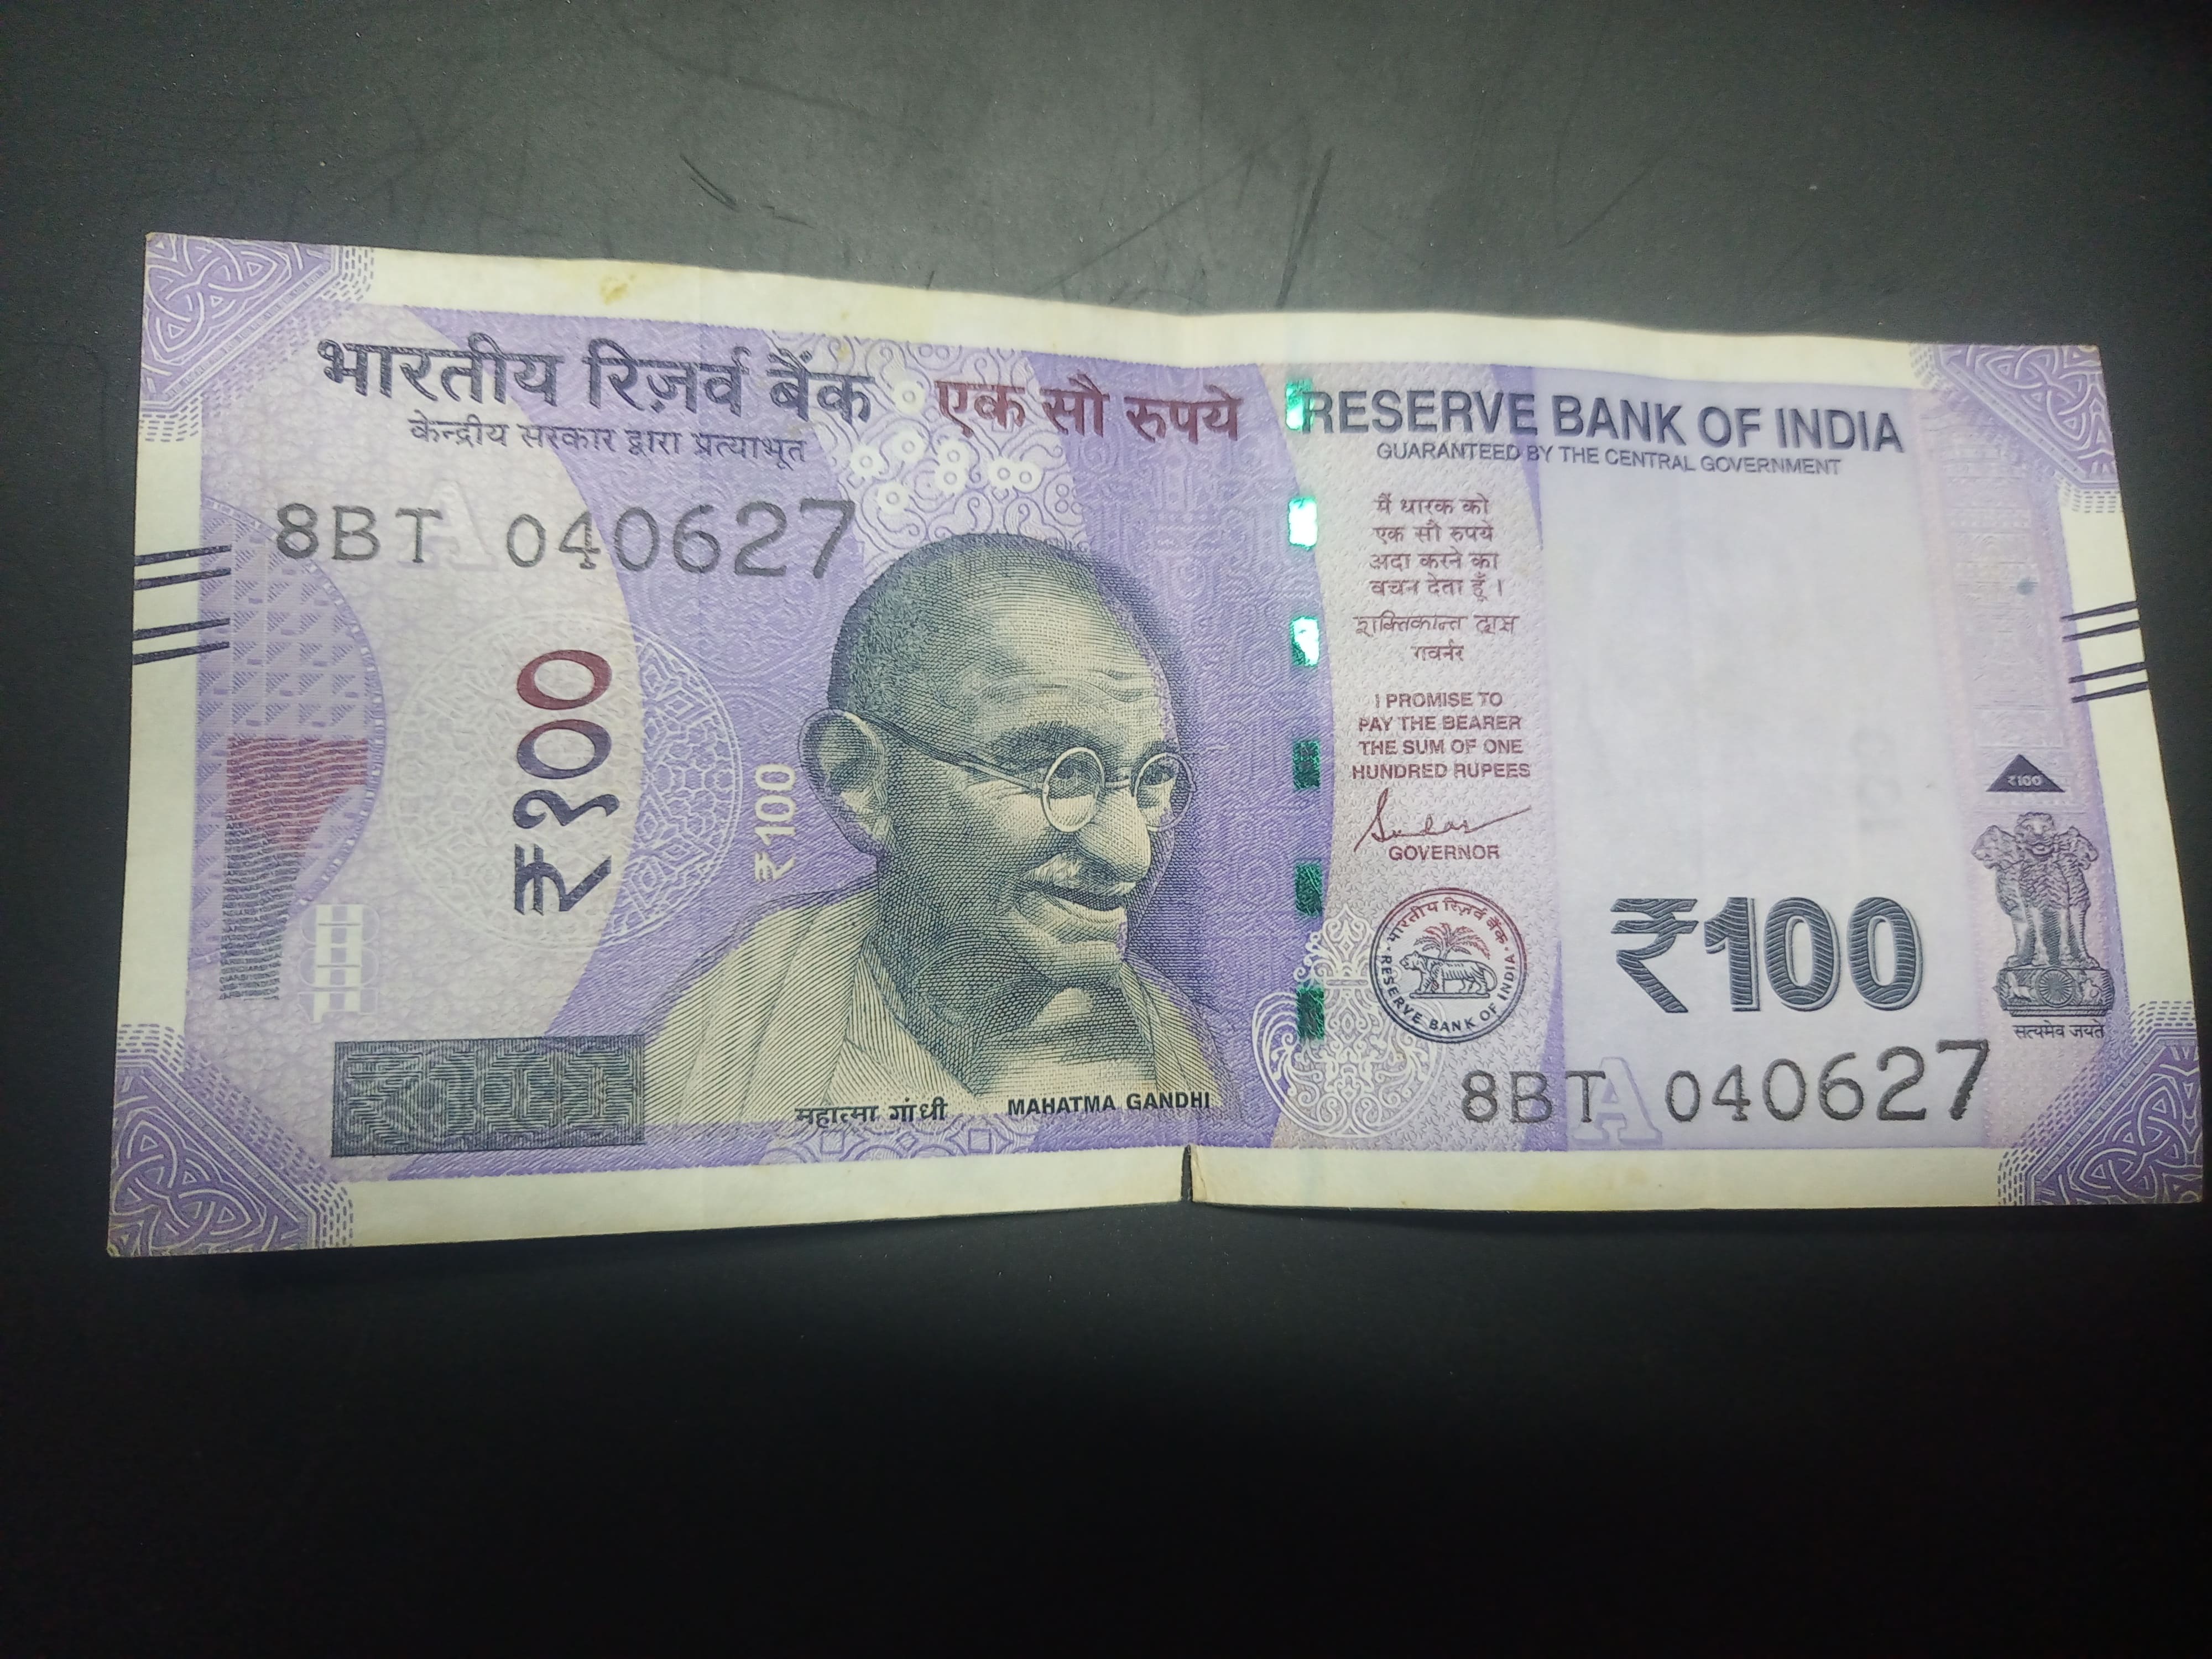 भारतीय रिज़र्व बैंक
केन्द्रीय सरकार द्वारा प्रत्याभूत
एक सौ रुपये
RESERVE BANK OF INDIA
GUARANTEED BY THE CENTRAL GOVERNMENT
8BT 040627
₹१००
₹100
महात्मा गांधी
MAHATMA GANDHI
मैं धारक को
एक सौ रुपये
अदा करने का
वचन देता हूँ ।
शक्तिकान्त दास
गवर्नर
I PROMISE TO
PAY THE BEARER
THE SUM OF ONE
HUNDRED RUPEES
GOVERNOR
भारतीय रिज़र्व बैंक
RESERVE BANK OF INDIA
₹100
₹100
सत्यमेव जयते
A
8BT 040627